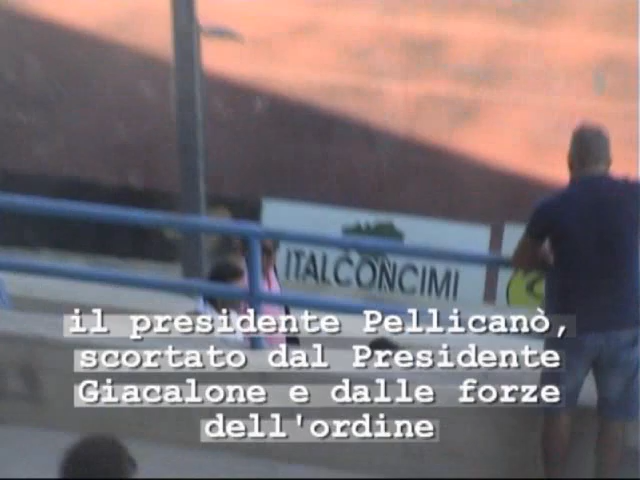 ITALCONCIMI
il presidente Pellicanò,
scortato dal Presidente
Giacalone e dalle forze
dell'ordine